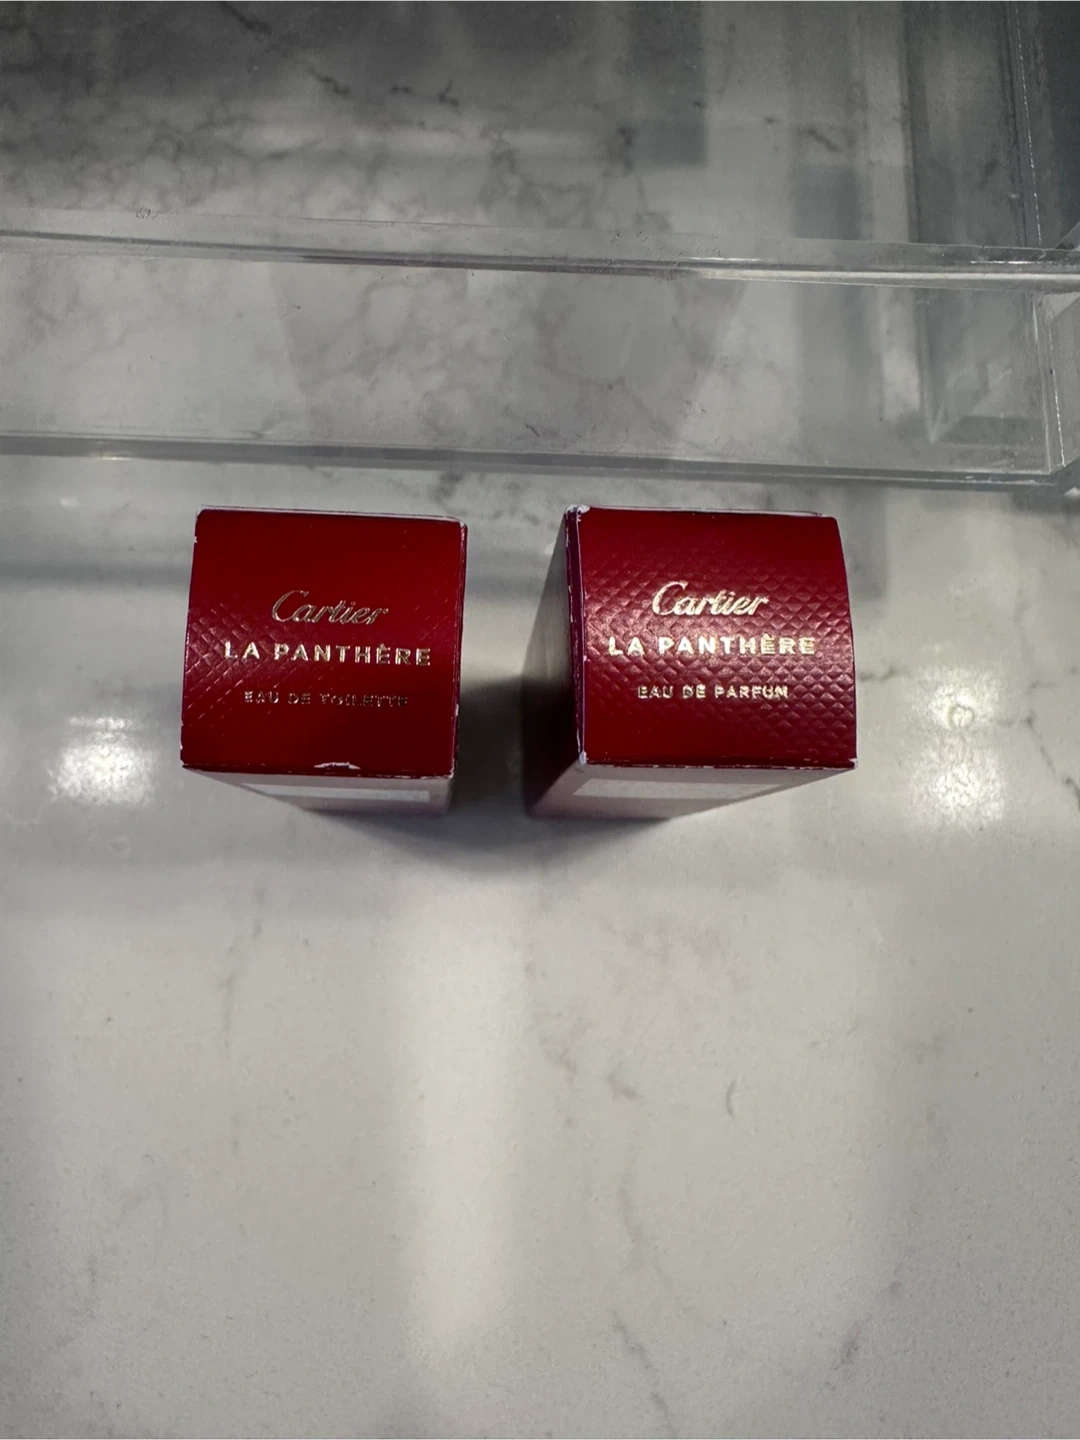 Cartier
LA PANTHÈRE
EAU DE TOILETTE
Cartier
LA PANTHÈRE
EAU DE PARFUM